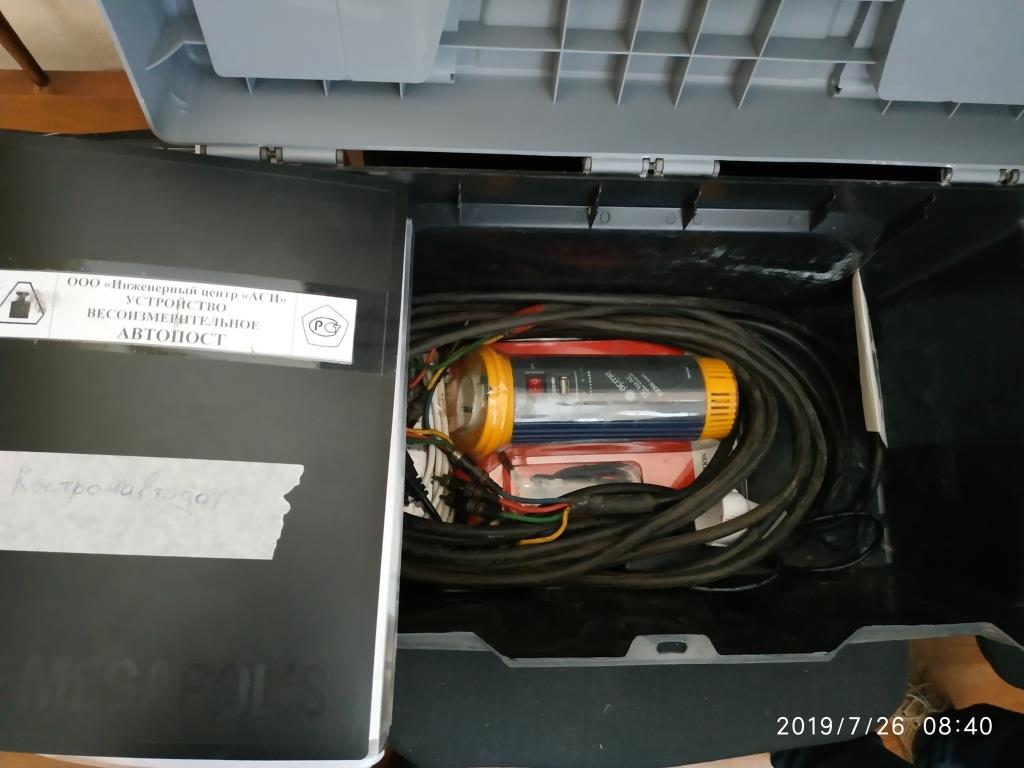 ООО «Инженерный центр «АСИ»
УСТРОЙСТВО
ВЕСОИЗМЕРИТЕЛЬНОЕ
АВТОПОСТ
Костромавтодор
MEGAPOLIS
2019/7/26 08:40